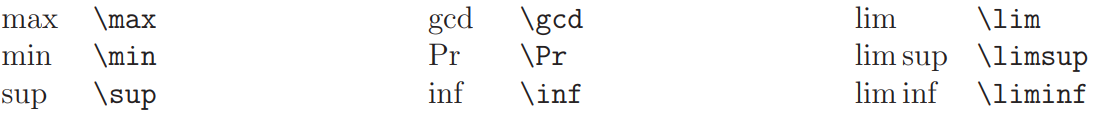 max \max gcd \gcd lim \lim
min \min Pr \Pr lim sup \limsup
sup \sup inf \inf lim inf \liminf